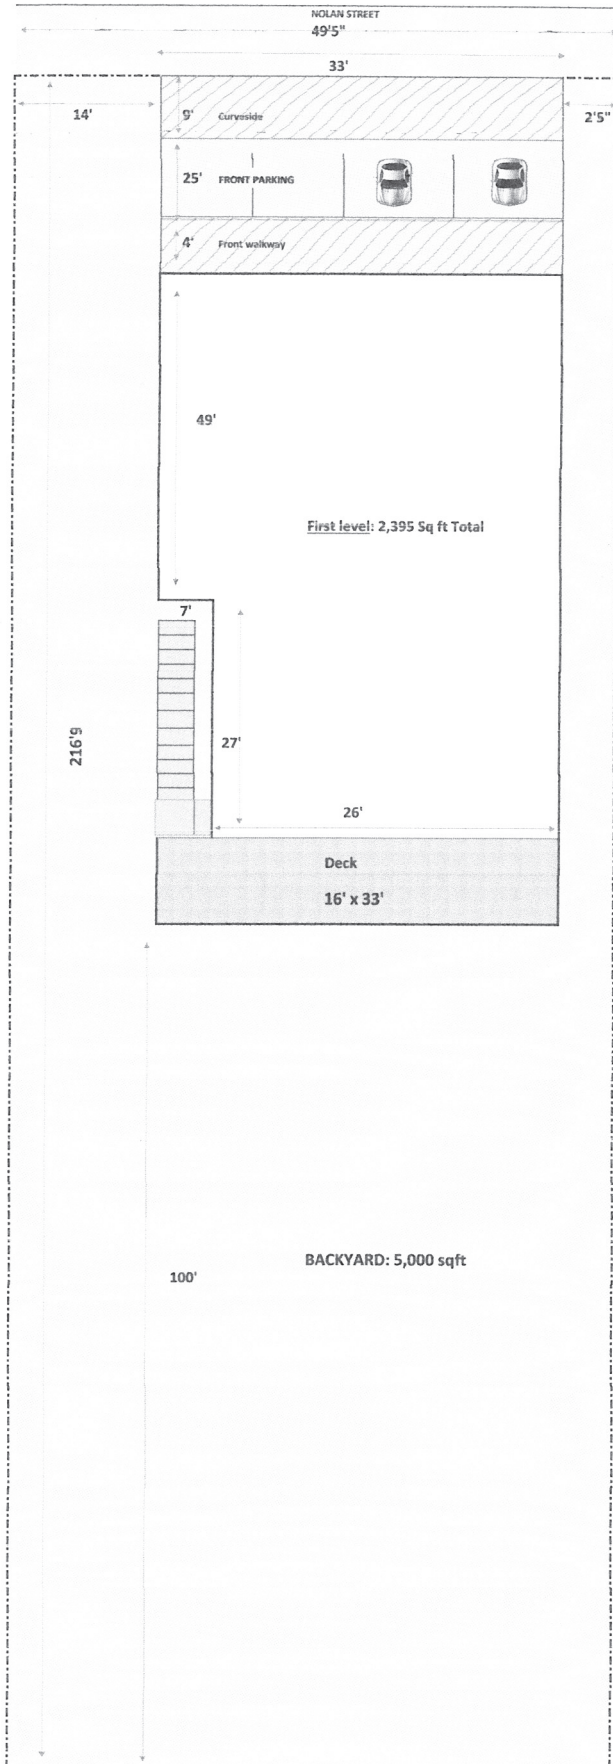 NOLAN STREET
49'5"
33'
14'
2'5"
9' Curveside
25' FRONT PARKING
4' Front walkway
49'
First level: 2,395 Sq ft Total
7'
216'9
27'
26'
Deck
16' x 33'
BACKYARD: 5,000 sqft
100'